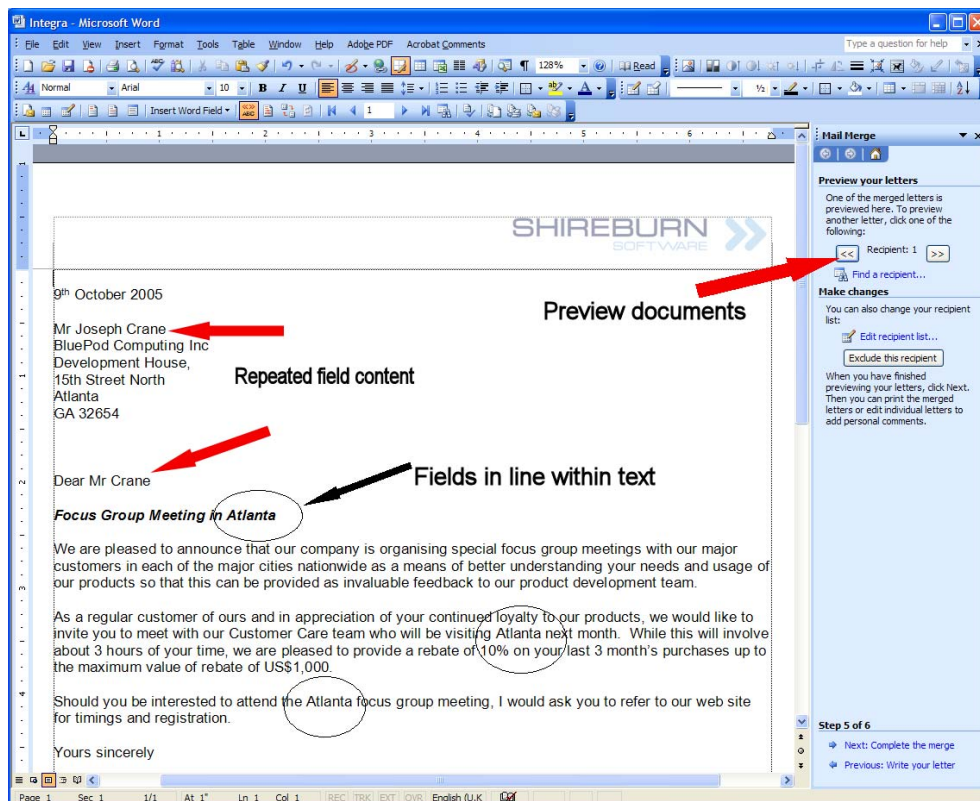 Integra - Microsoft Word
File Edit View Insert Format Tools Table Window Help Adobe PDF Acrobat Comments
Type a question for help
128%
Read
Normal
Arial
10
B I U
½
Insert Word Field
1
1 2 3 4 5 6
SHIREBURN
SOFTWARE
9th October 2005
Mr Joseph Crane
BluePod Computing Inc
Development House,
15th Street North
Atlanta
GA 32654
Preview documents
Repeated field content
Dear Mr Crane
Fields in line within text
Focus Group Meeting in Atlanta
We are pleased to announce that our company is organising special focus group meetings with our major
customers in each of the major cities nationwide as a means of better understanding your needs and usage of
our products so that this can be provided as invaluable feedback to our product development team.
As a regular customer of ours and in appreciation of your continued loyalty to our products, we would like to
invite you to meet with our Customer Care team who will be visiting Atlanta next month. While this will involve
about 3 hours of your time, we are pleased to provide a rebate of 10% on your last 3 month's purchases up to
the maximum value of rebate of US$1,000.
Should you be interested to attend the Atlanta focus group meeting, I would ask you to refer to our web site
for timings and registration.
Yours sincerely
Mail Merge
Preview your letters
One of the merged letters is
previewed here. To preview
another letter, click one of the
following:
<< Recipient: 1 >>
Find a recipient...
Make changes
You can also change your recipient
list:
Edit recipient list...
Exclude this recipient
When you have finished
previewing your letters, click Next.
Then you can print the merged
letters or edit individual letters to
add personal comments.
Step 5 of 6
Next: Complete the merge
Previous: Write your letter
Page 1 Sec 1 1/1 At 1" Ln 1 Col 1 REC TRK EXT OVR English (U.K